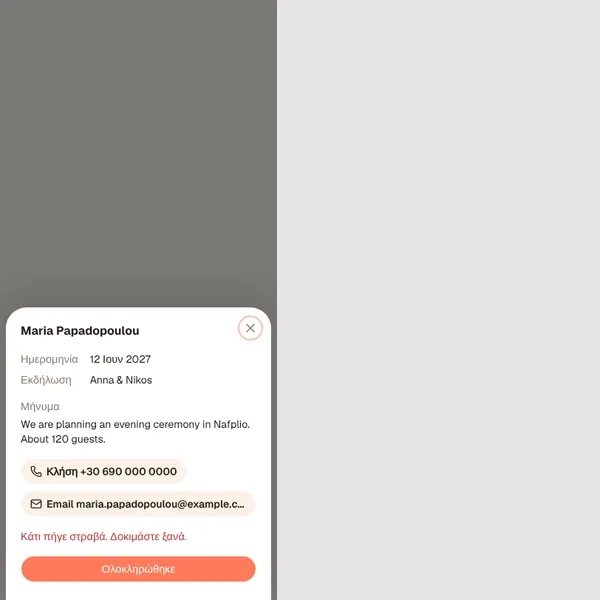 Maria Papadopoulou
Ημερομηνία 12 Ιουν 2027
Εκδήλωση Anna & Nikos
Μήνυμα
We are planning an evening ceremony in Nafplio.
About 120 guests.
Κλήση +30 690 000 0000
Email maria.papadopoulou@example.c...
Κάτι πήγε στραβά. Δοκιμάστε ξανά.
Ολοκληρώθηκε